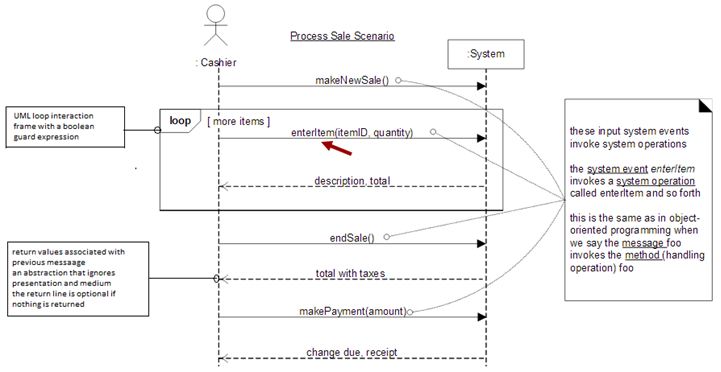 Process Sale Scenario
:System
: Cashier
makeNewSale()
UML loop interaction
frame with a boolean
guard expression
loop
[ more items ]
enterItem(itemID, quantity)
description, total
these input system events
invoke system operations
the system event enterItem
invokes a system operation
called enterItem and so forth
this is the same as in object-
oriented programming when
we say the message foo
invokes the method (handling
operation) foo
endSale()
return values associated with
previous messaage
an abstraction that ignores
presentation and medium
the return line is optional if
nothing is returned
total with taxes
makePayment(amount)
change due, receipt